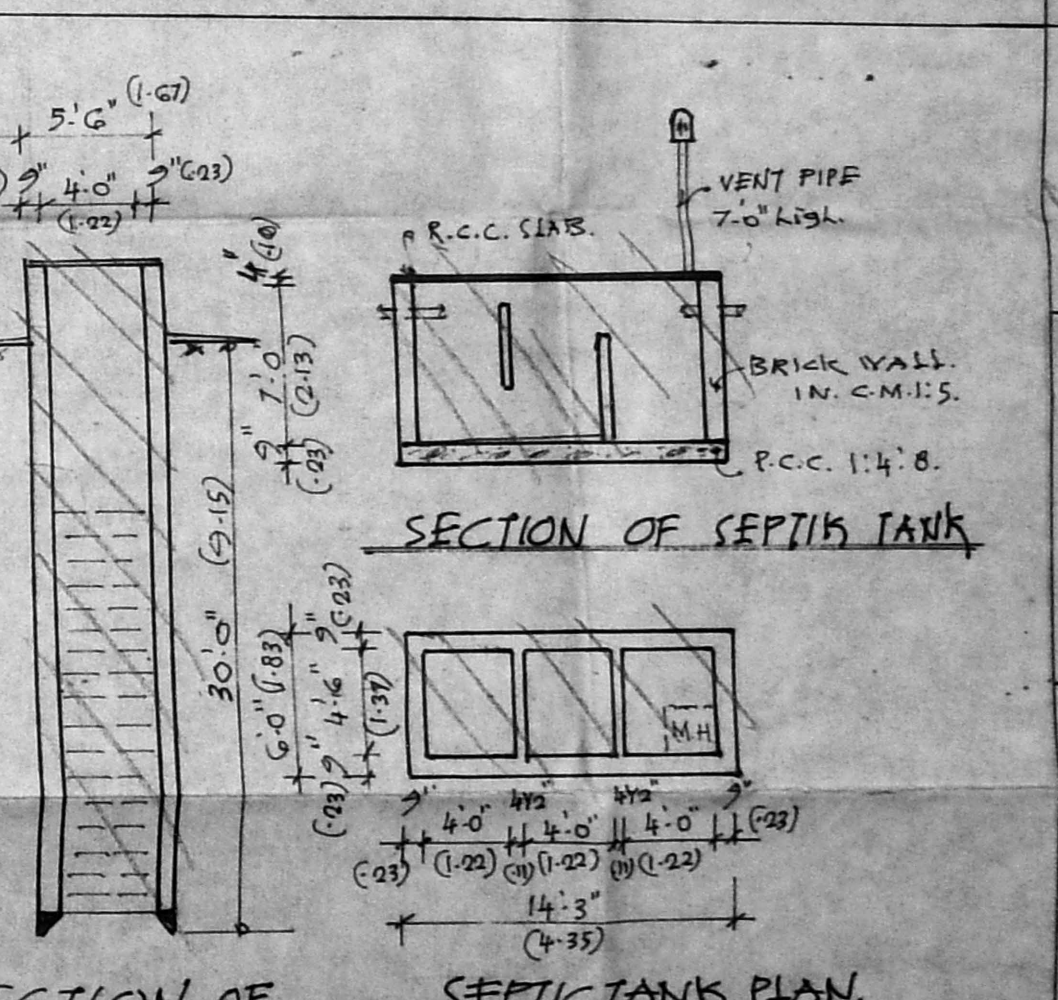 5'-6" (1·67)
9" 4'-0" 9"(·23)
(1·22)
4" (·10)
7'-0" (2·13)
9" (·23)
30'-0" (9·15)
R.C.C. SLAB.
VENT PIPE
7'-0" high.
BRICK WALL.
IN. C.M. 1:5.
P.C.C. 1:4:8.
SECTION OF SEPTIK TANK
6'-0" (1·83)
9" (·23)
4'-6" (1·37)
9" (·23)
M.H
9" 4'-0" 4½" 4'-0" 4½" 4'-0" 9" (·23)
(·23) (1·22) (·11) (1·22) (·11) (1·22)
14'-3"
(4·35)
SECTION OF
SEPTIC TANK PLAN.